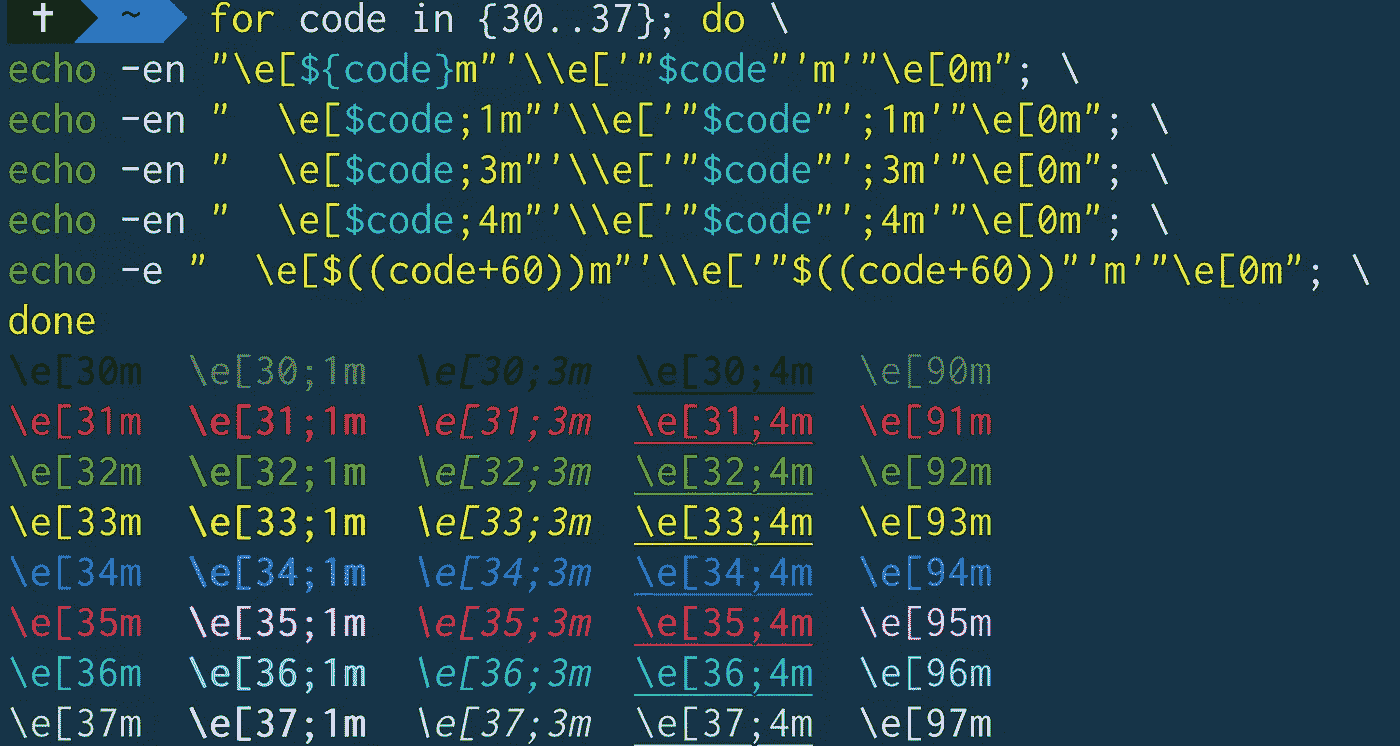 † ~ for code in {30..37}; do \
echo -en "\e[${code}m"'\\e['"$code"'m'"\e[0m"; \
echo -en "  \e[$code;1m"'\\e['"$code"';1m'"\e[0m"; \
echo -en "  \e[$code;3m"'\\e['"$code"';3m'"\e[0m"; \
echo -en "  \e[$code;4m"'\\e['"$code"';4m'"\e[0m"; \
echo -e "  \e[$((code+60))m"'\\e['"$((code+60))"'m'"\e[0m"; \
done
\e[30m  \e[30;1m  \e[30;3m  \e[30;4m  \e[90m
\e[31m  \e[31;1m  \e[31;3m  \e[31;4m  \e[91m
\e[32m  \e[32;1m  \e[32;3m  \e[32;4m  \e[92m
\e[33m  \e[33;1m  \e[33;3m  \e[33;4m  \e[93m
\e[34m  \e[34;1m  \e[34;3m  \e[34;4m  \e[94m
\e[35m  \e[35;1m  \e[35;3m  \e[35;4m  \e[95m
\e[36m  \e[36;1m  \e[36;3m  \e[36;4m  \e[96m
\e[37m  \e[37;1m  \e[37;3m  \e[37;4m  \e[97m